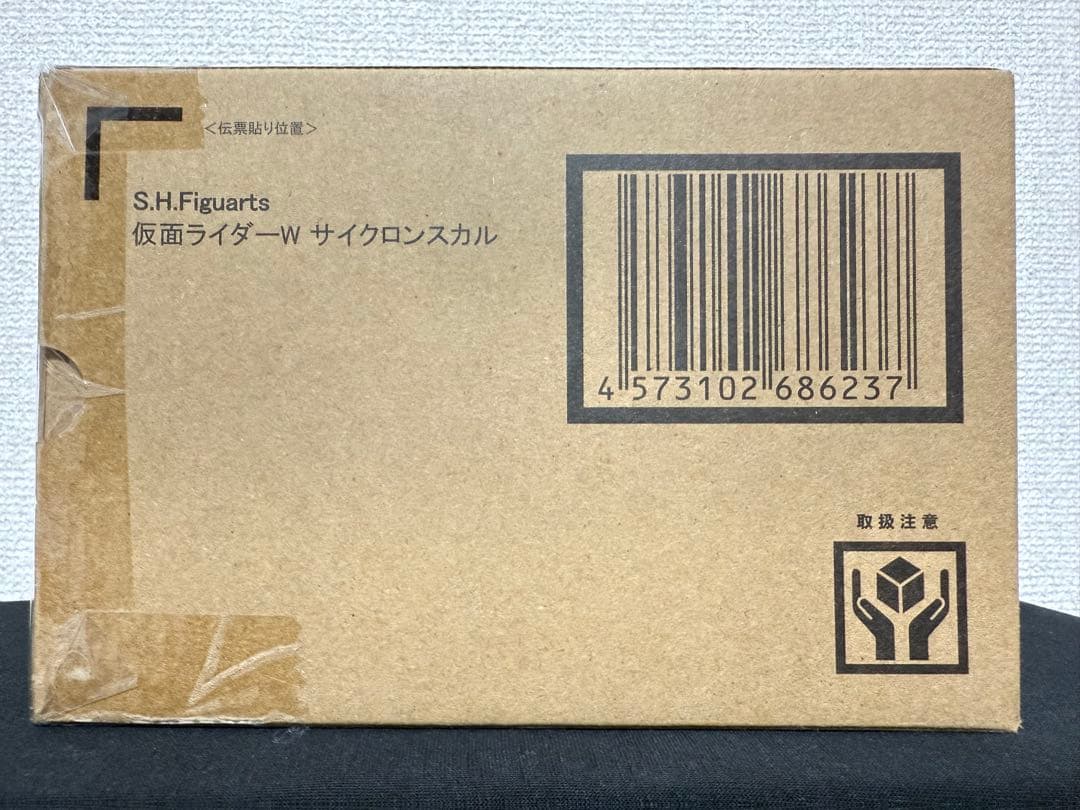 ＜伝票貼り位置＞
S.H.Figuarts
仮面ライダーW サイクロンスカル
4 573102 686237
取扱注意